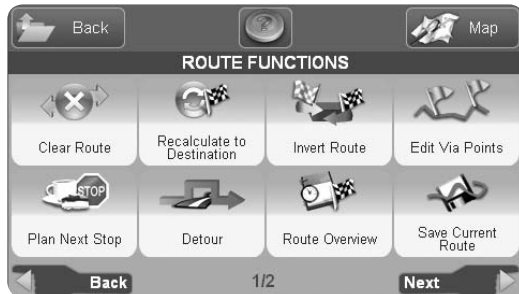 Back
Map
ROUTE FUNCTIONS
Clear Route
Recalculate to
Destination
Invert Route
Edit Via Points
STOP
Plan Next Stop
Detour
Route Overview
Save Current
Route
Back
1/2
Next